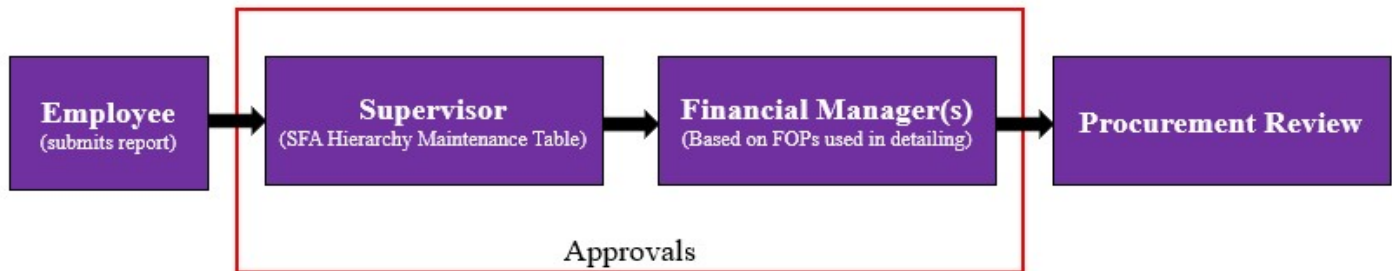 Employee
(submits report)
Supervisor
(SFA Hierarchy Maintenance Table)
Financial Manager(s)
(Based on FOPs used in detailing)
Procurement Review
Approvals